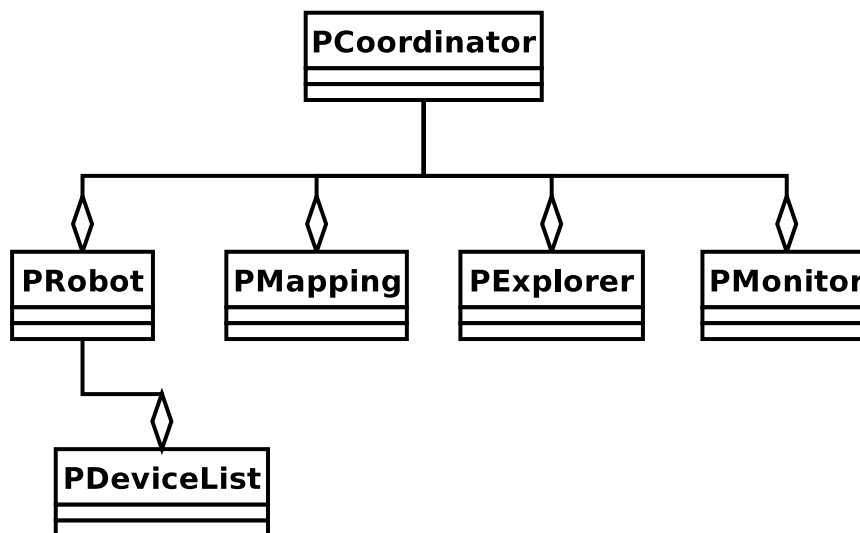 PCoordinator
PRobot
PMapping
PExplorer
PMonitor
PDeviceList